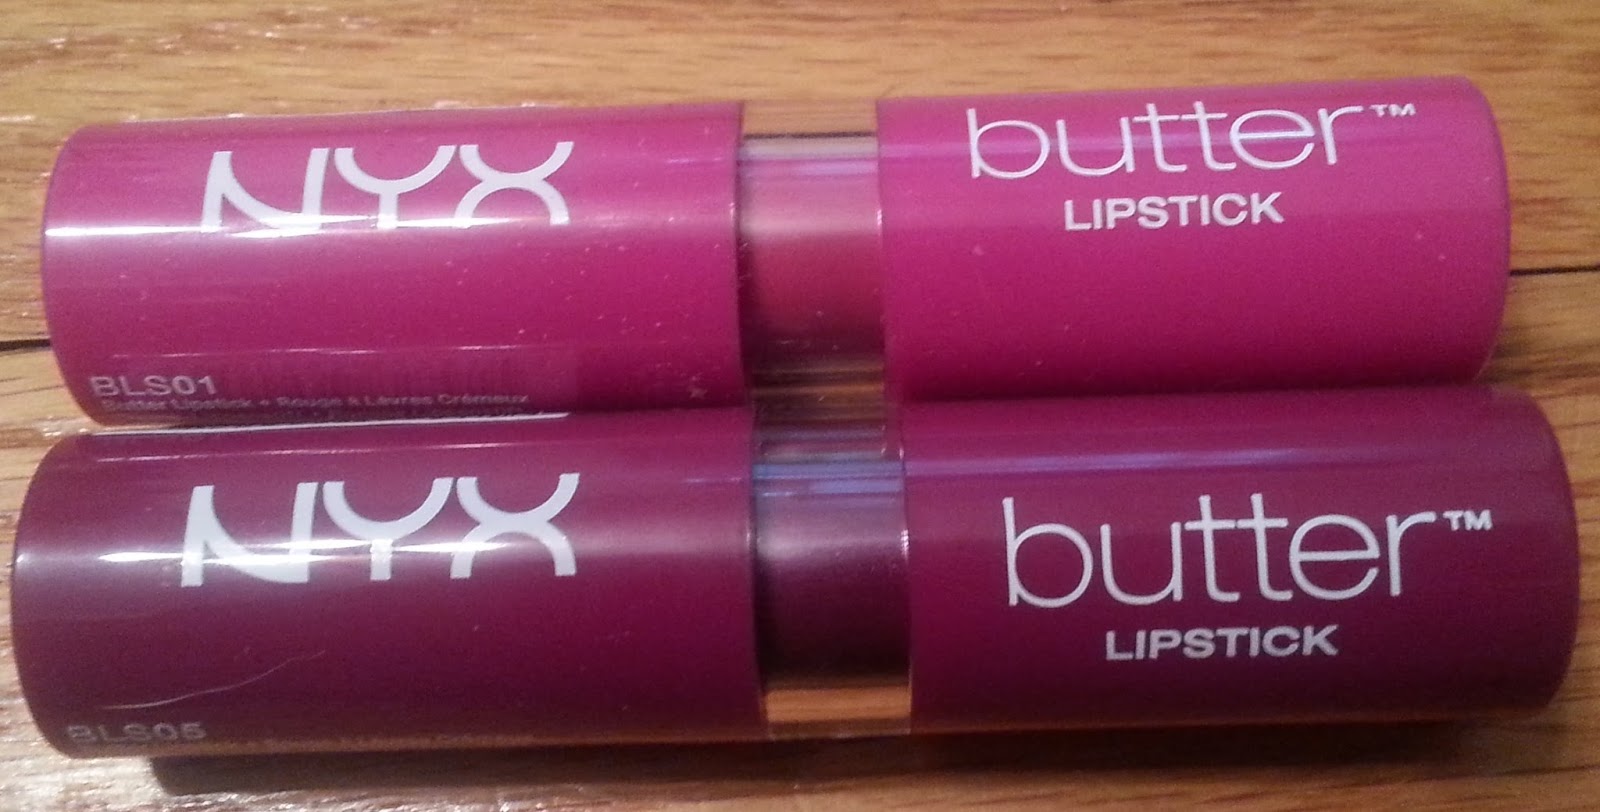 NYX
butter™
LIPSTICK
BLS01
Butter Lipstick • Rouge à Lèvres Crémeux
NYX
butter™
LIPSTICK
BLS05